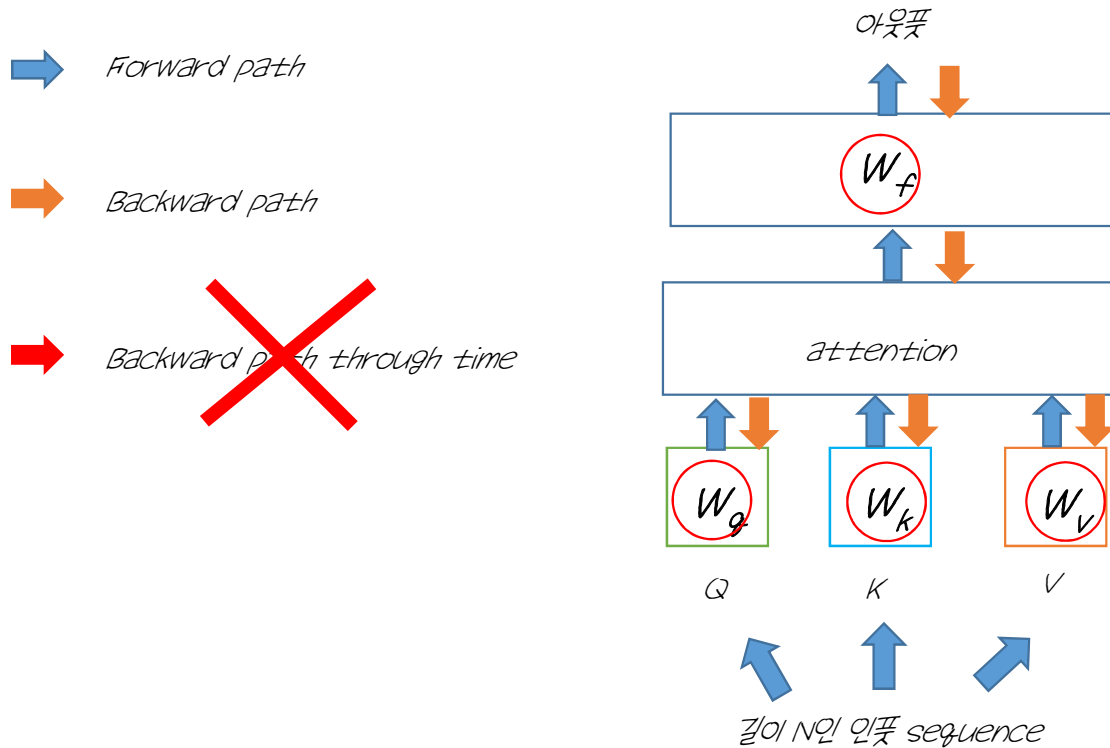 Forward path
Backward path
Backward path through time
아웃풋
W_f
attention
W_q
W_k
W_v
Q
K
V
길이 N인 인풋 sequence